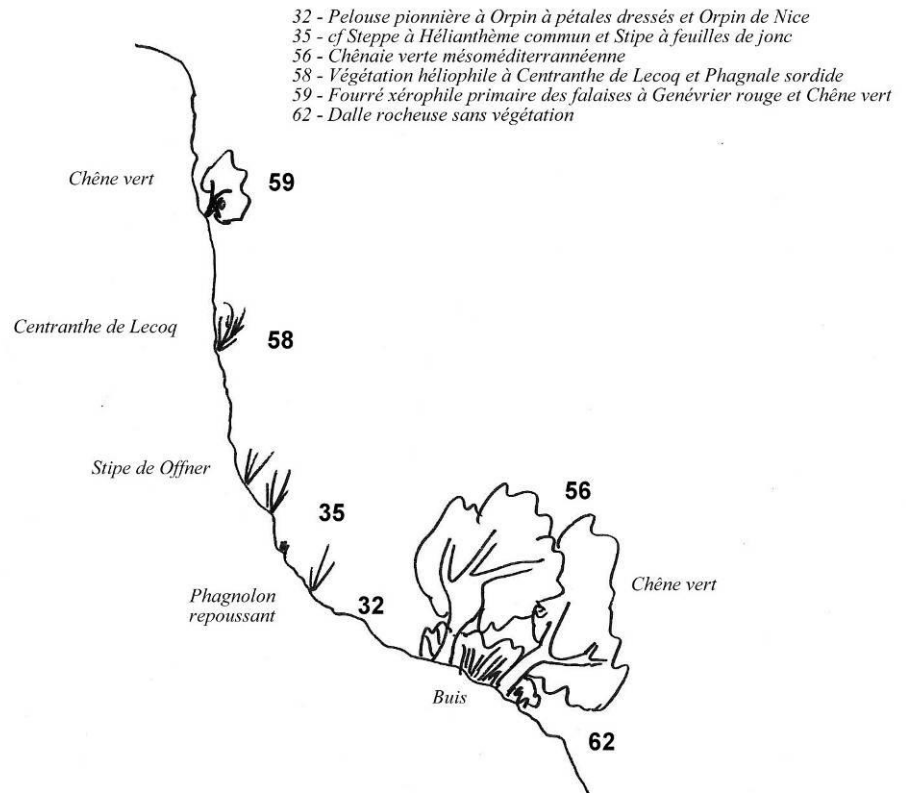 32 - Pelouse pionnière à Orpin à pétales dressés et Orpin de Nice
35 - cf Steppe à Hélianthème commun et Stipe à feuilles de jonc
56 - Chênaie verte mésoméditerrannéenne
58 - Végétation héliophile à Centranthe de Lecoq et Phagnale sordide
59 - Fourré xérophile primaire des falaises à Genévrier rouge et Chêne vert
62 - Dalle rocheuse sans végétation
Chêne vert
59
Centranthe de Lecoq
58
Stipe de Offner
56
35
Chêne vert
Phagnolon
repoussant
32
Buis
62